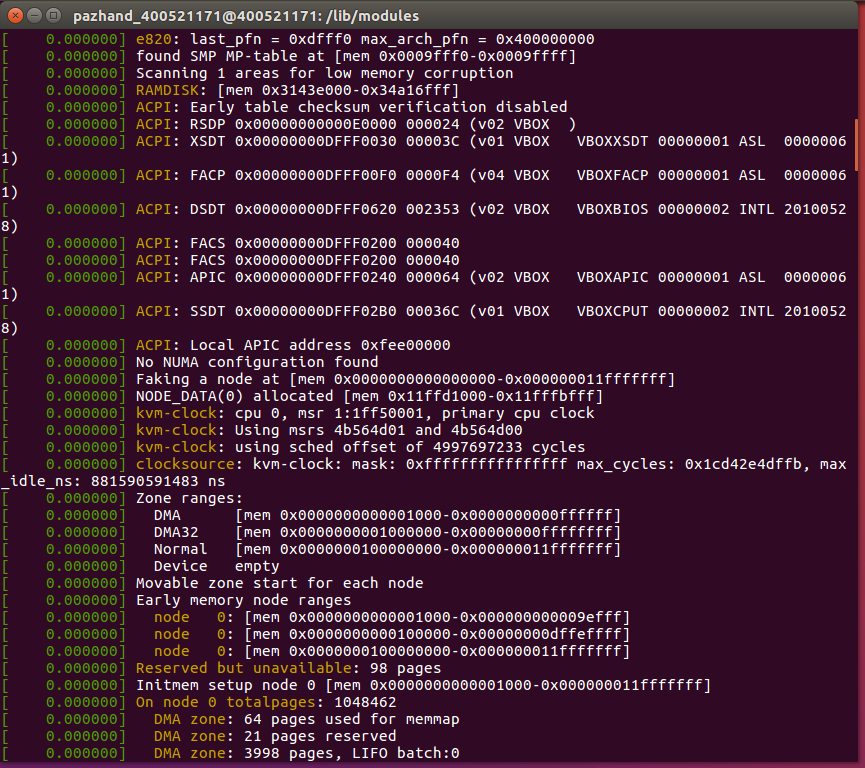 pazhand_400521171@400521171: /lib/modules
[    0.000000] e820: last_pfn = 0xdfff0 max_arch_pfn = 0x400000000
[    0.000000] found SMP MP-table at [mem 0x0009fff0-0x0009ffff]
[    0.000000] Scanning 1 areas for low memory corruption
[    0.000000] RAMDISK: [mem 0x3143e000-0x34a16fff]
[    0.000000] ACPI: Early table checksum verification disabled
[    0.000000] ACPI: RSDP 0x00000000000E0000 000024 (v02 VBOX  )
[    0.000000] ACPI: XSDT 0x00000000DFFF0030 00003C (v01 VBOX   VBOXXSDT 00000001 ASL  0000006
1)
[    0.000000] ACPI: FACP 0x00000000DFFF00F0 0000F4 (v04 VBOX   VBOXFACP 00000001 ASL  0000006
1)
[    0.000000] ACPI: DSDT 0x00000000DFFF0620 002353 (v02 VBOX   VBOXBIOS 00000002 INTL 2010052
8)
[    0.000000] ACPI: FACS 0x00000000DFFF0200 000040
[    0.000000] ACPI: FACS 0x00000000DFFF0200 000040
[    0.000000] ACPI: APIC 0x00000000DFFF0240 000064 (v02 VBOX   VBOXAPIC 00000001 ASL  0000006
1)
[    0.000000] ACPI: SSDT 0x00000000DFFF02B0 00036C (v01 VBOX   VBOXCPUT 00000002 INTL 2010052
8)
[    0.000000] ACPI: Local APIC address 0xfee00000
[    0.000000] No NUMA configuration found
[    0.000000] Faking a node at [mem 0x0000000000000000-0x000000011fffffff]
[    0.000000] NODE_DATA(0) allocated [mem 0x11ffd1000-0x11fffbfff]
[    0.000000] kvm-clock: cpu 0, msr 1:1ff50001, primary cpu clock
[    0.000000] kvm-clock: Using msrs 4b564d01 and 4b564d00
[    0.000000] kvm-clock: using sched offset of 4997697233 cycles
[    0.000000] clocksource: kvm-clock: mask: 0xffffffffffffffff max_cycles: 0x1cd42e4dffb, max
_idle_ns: 881590591483 ns
[    0.000000] Zone ranges:
[    0.000000]   DMA      [mem 0x0000000000001000-0x0000000000ffffff]
[    0.000000]   DMA32    [mem 0x0000000001000000-0x00000000ffffffff]
[    0.000000]   Normal   [mem 0x0000000100000000-0x000000011fffffff]
[    0.000000]   Device   empty
[    0.000000] Movable zone start for each node
[    0.000000] Early memory node ranges
[    0.000000]   node   0: [mem 0x0000000000001000-0x000000000009efff]
[    0.000000]   node   0: [mem 0x0000000000100000-0x00000000dffeffff]
[    0.000000]   node   0: [mem 0x0000000100000000-0x000000011fffffff]
[    0.000000] Reserved but unavailable: 98 pages
[    0.000000] Initmem setup node 0 [mem 0x0000000000001000-0x000000011fffffff]
[    0.000000] On node 0 totalpages: 1048462
[    0.000000]   DMA zone: 64 pages used for memmap
[    0.000000]   DMA zone: 21 pages reserved
[    0.000000]   DMA zone: 3998 pages, LIFO batch:0